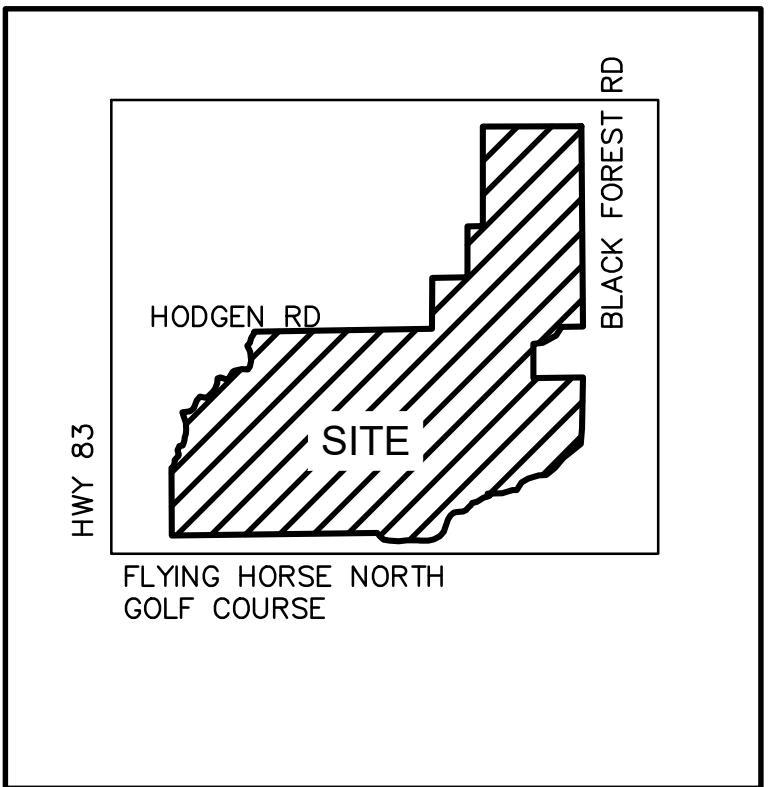 BLACK FOREST RD
HODGEN RD
SITE
HWY 83
FLYING HORSE NORTH
GOLF COURSE